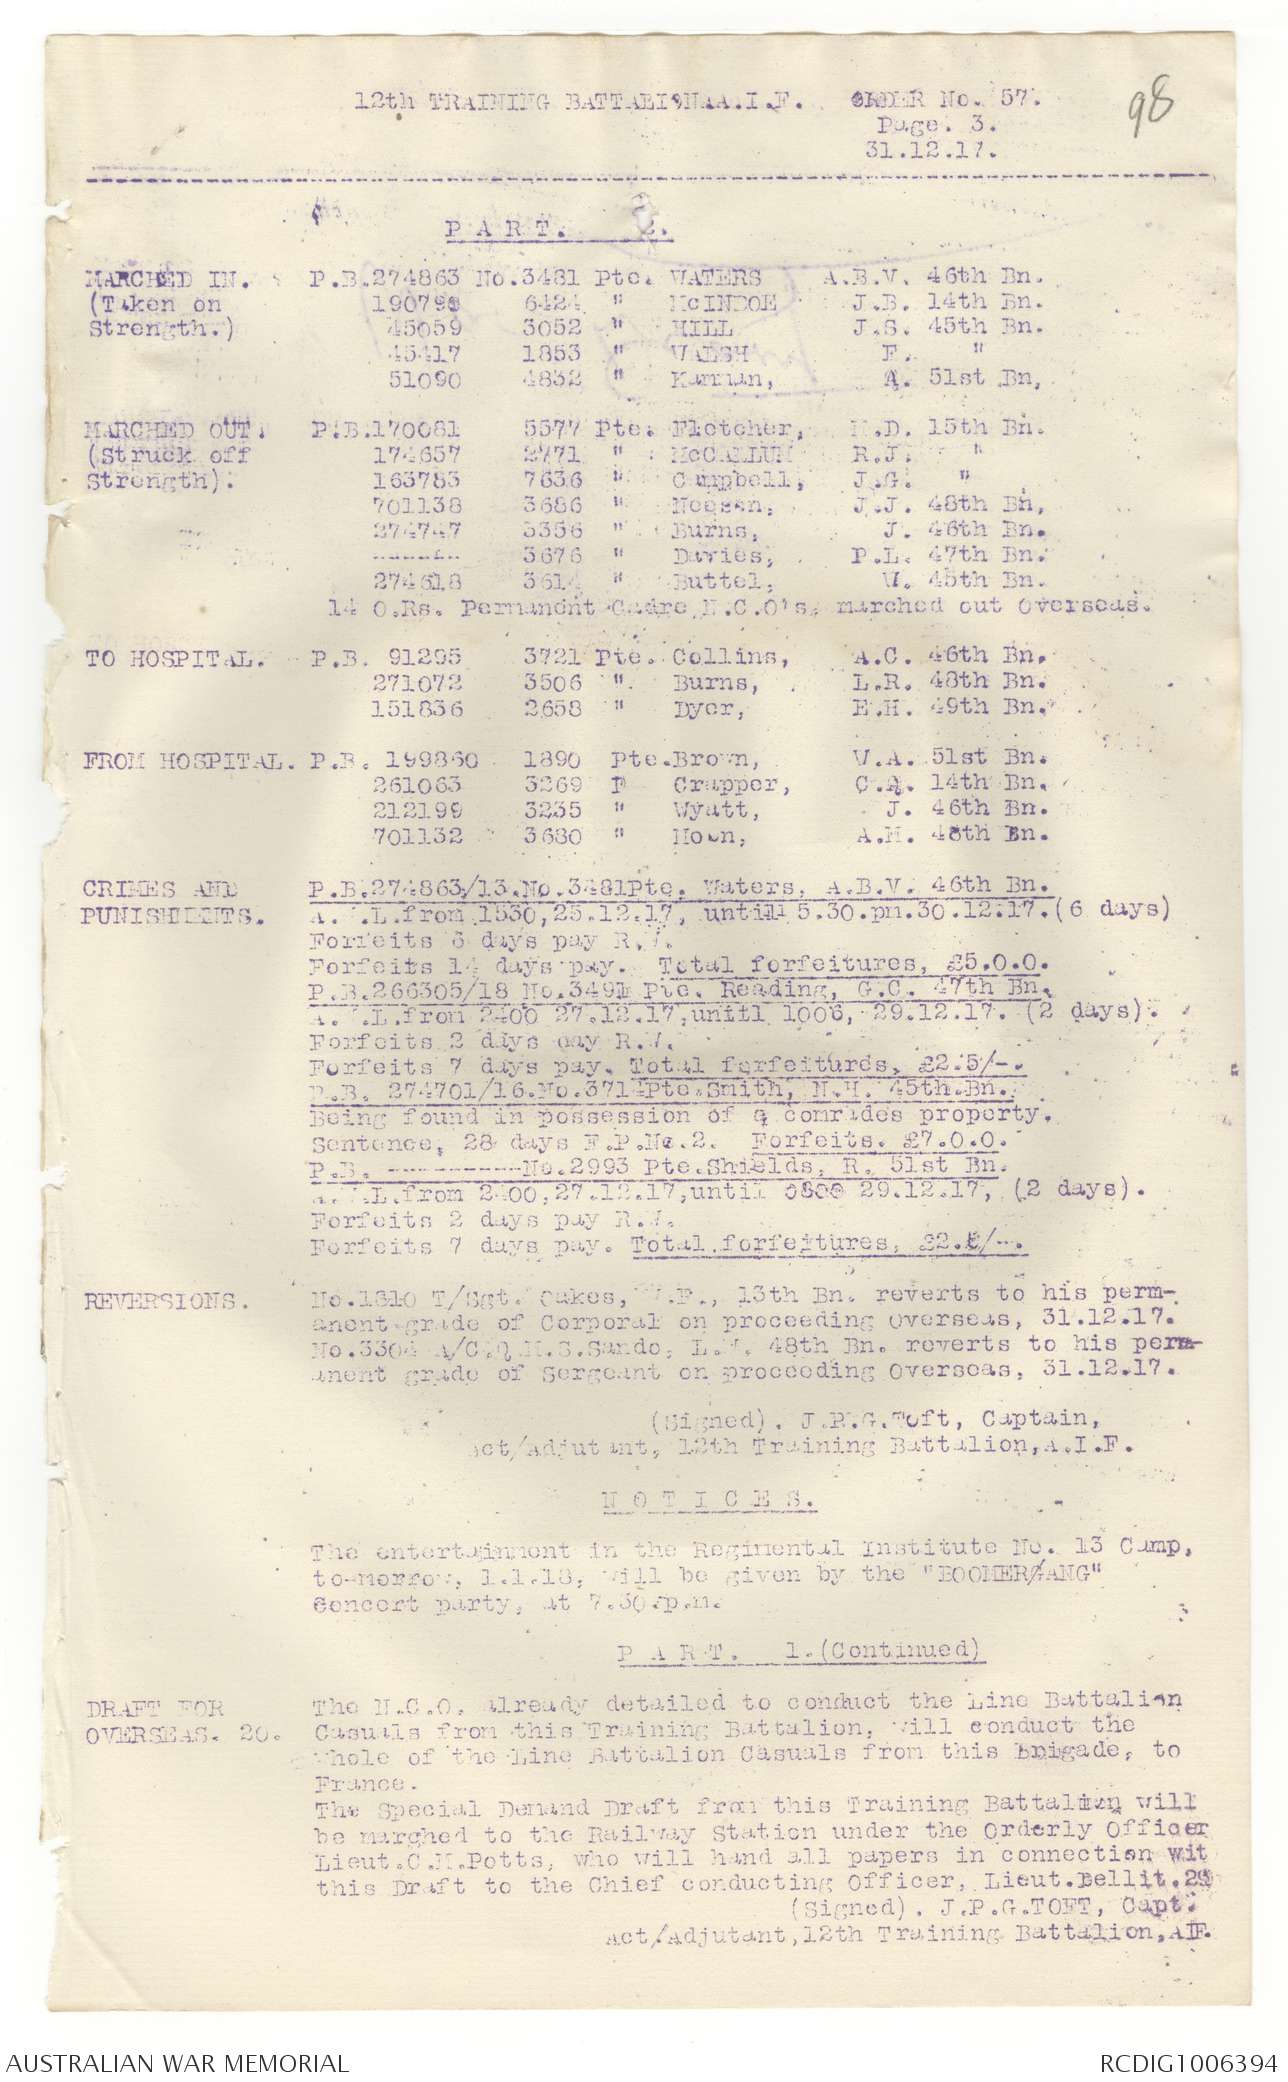 12th TRAINING BATTALION A.I.F. ORDER No. 57.
98
Page. 3.
31.12.17.
P A R T. 2.
MARCHED IN. P.B.274863 No.3481 Pte. WATERS A.B.V. 46th Bn.
(Taken on 190798 6424 " McINDOE J.B. 14th Bn.
Strength.) 45059 3052 " HILL J.S. 45th Bn.
45417 1853 " WALSH F. "
51090 4832 " Karman, A. 51st Bn,
MARCHED OUT. P.B.170081 5577 Pte. Fletcher, H.D. 15th Bn.
(Struck off 174657 2771 " McCALLUM R.J. "
Strength). 163783 7636 " Campbell, J.G. "
701138 3686 " J.J. 48th Bn,
274747 3356 " Burns, J. 46th Bn.
------- 3676 " Davies, P.L. 47th Bn.
274618 3614 " Buttel, W. 45th Bn.
14 O.Rs. Permanent Cadre N.C.O's, marched out Overseas.
TO HOSPITAL. P.B. 91295 3721 Pte. Collins, A.C. 46th Bn.
271072 3506 " Burns, L.R. 48th Bn.
151836 2658 " Dyer, E.H. 49th Bn.
FROM HOSPITAL. P.B. 199860 1890 Pte.Brown, W.A. 51st Bn.
261063 3269 " Crapper, C.A. 14th Bn.
212199 3235 " Wyatt, J. 46th Bn.
701132 3680 " A.M. 48th Bn.
CRIMES AND P.B.274863/13.No.3481Pte. Waters, A.B.V. 46th Bn.
PUNISHMENTS. A.W.L.from 1530,25.12.17, until 5.30.pm.30.12.17.(6 days)
Forfeits 6 days pay R.W.
Forfeits 14 days pay. Total forfeitures, £5.0.0.
P.B.266305/18 No.3491 Pte. Reading, G.C. 47th Bn.
A.W.L.from 2400 27.12.17,unitl 1006, 29.12.17. (2 days).
Forfeits 2 days pay R.W.
Forfeits 7 days pay. Total forfeitures, £2.5/-.
P.B. 274701/16.No.3714Pte.Smith, N.H. 45th.Bn.
Being found in possession of a comrades property.
Sentence, 28 days F.P.No.2. Forfeits. £7.0.0.
P.B. ----------No.2993 Pte.Shields, R. 51st Bn.
A.W.L.from 2400,27.12.17,until 0800 29.12.17, (2 days).
Forfeits 2 days pay R.W.
Forfeits 7 days pay. Total forfeitures, £2.5/-.
REVERSIONS. No.1810 T/Sgt. Oakes, W.F., 13th Bn. reverts to his perm-
anent grade of Corporal on proceeding Overseas, 31.12.17.
No.3304 A/C.Q.M.S.Sando, L.W. 48th Bn. reverts to his perm-
anent grade of Sergeant on proceeding Overseas, 31.12.17.
(Signed). J.P.G.Toft, Captain,
Act/Adjutant, 12th Training Battalion,A.I.F.
N O T I C E S.
The entertainment in the Regimental Institute No. 13 Camp,
to-morrow, 1.1.18, will be given by the "BOOMERGANG"
Concert party, at 7.30.p.m.
P A R T. 1.(Continued)
DRAFT FOR The N.C.O. already detailed to conduct the Line Battalion
OVERSEAS. 20. Casuals from this Training Battalion, will conduct the
whole of the Line Battalion Casuals from this Brigade, to
France.
The Special Demand Draft from this Training Battalion will
be marched to the Railway Station under the Orderly Officer
Lieut.C.M.Potts, who will hand all papers in connection wit
this Draft to the Chief conducting Officer, Lieut.Bellit.29
(Signed). J.P.G.TOFT, Capt.
Act/Adjutant,12th Training Battalion,AIF.
AUSTRALIAN WAR MEMORIAL RCDIG1006394